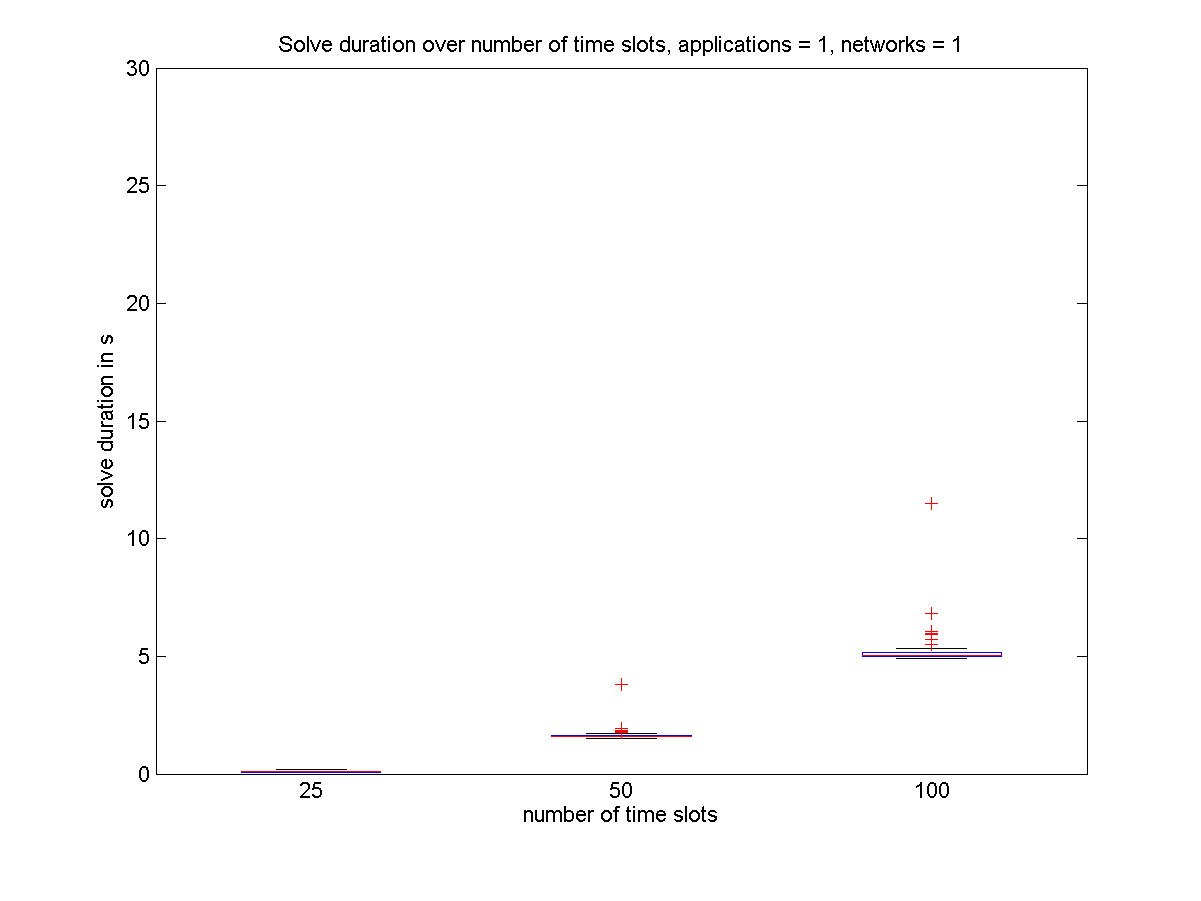 Solve duration over number of time slots, applications = 1, networks = 1
30
25
20
15
10
5
0
solve duration in s
25 50 100
number of time slots